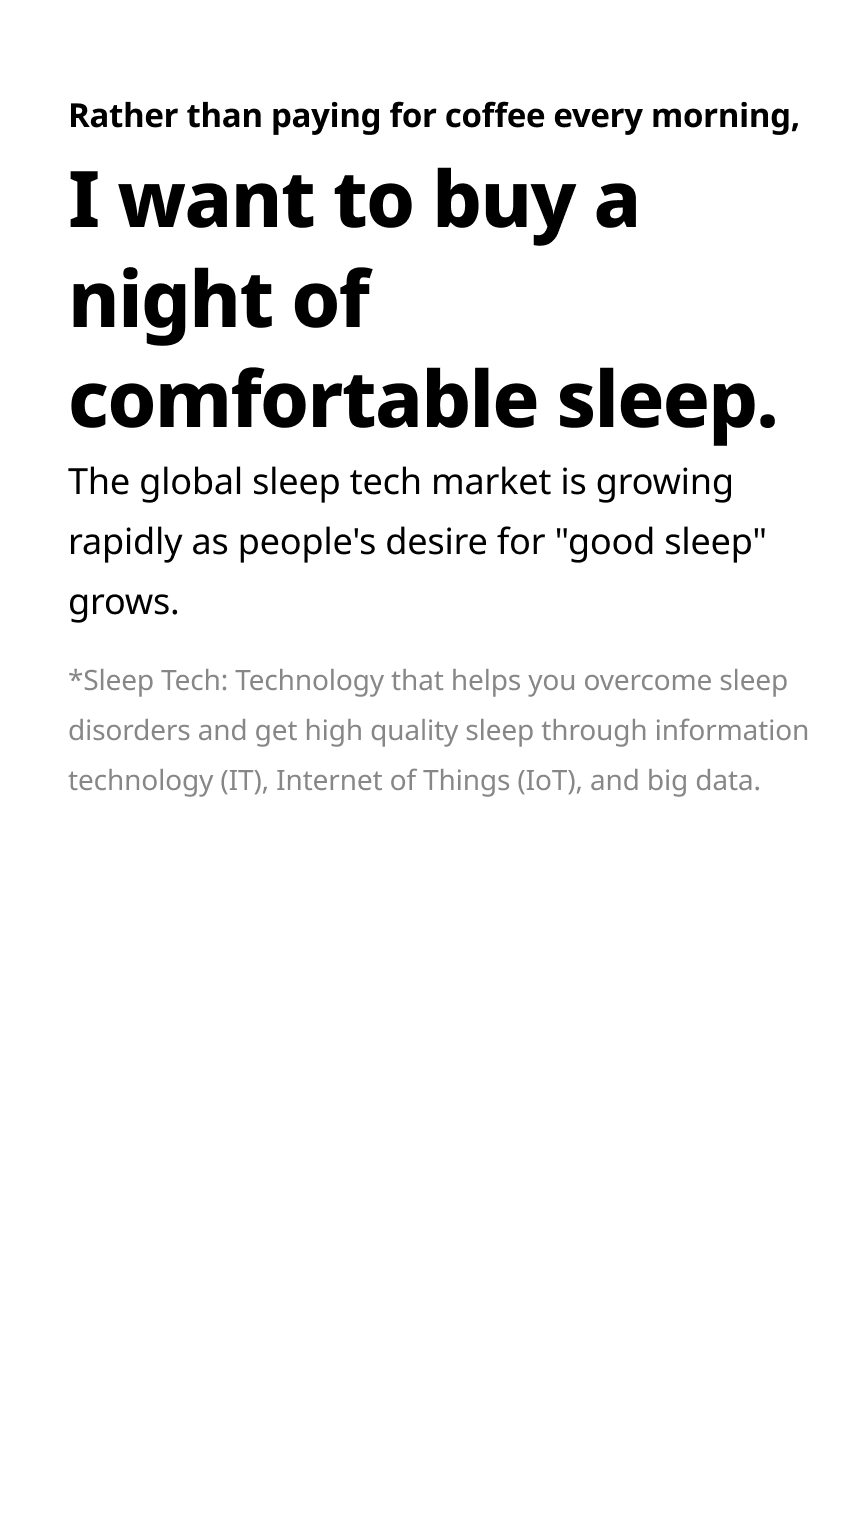 Rather than paying for coffee every morning,
I want to buy a
night of
comfortable sleep.
The global sleep tech market is growing
rapidly as people's desire for "good sleep"
grows.
*Sleep Tech: Technology that helps you overcome sleep
disorders and get high quality sleep through information
technology (IT), Internet of Things (IoT), and big data.